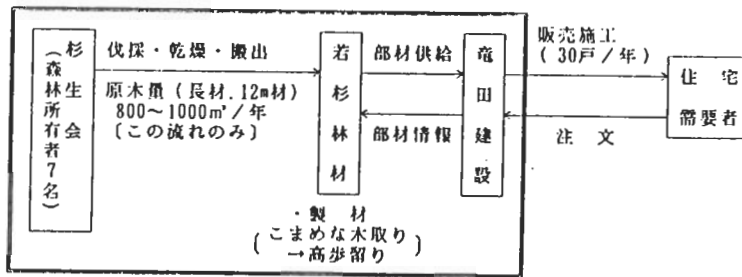 杉生会
(森林所有者7名)
伐採・乾燥・搬出
原木量(長材.12m材)
800~1000㎥/年
〔この流れのみ〕
若杉林材
部材供給
部材情報
竜田建設
販売施工
(30戸/年)
注文
住宅
需要者
・製材
(こまめな木取り
→高歩留り)